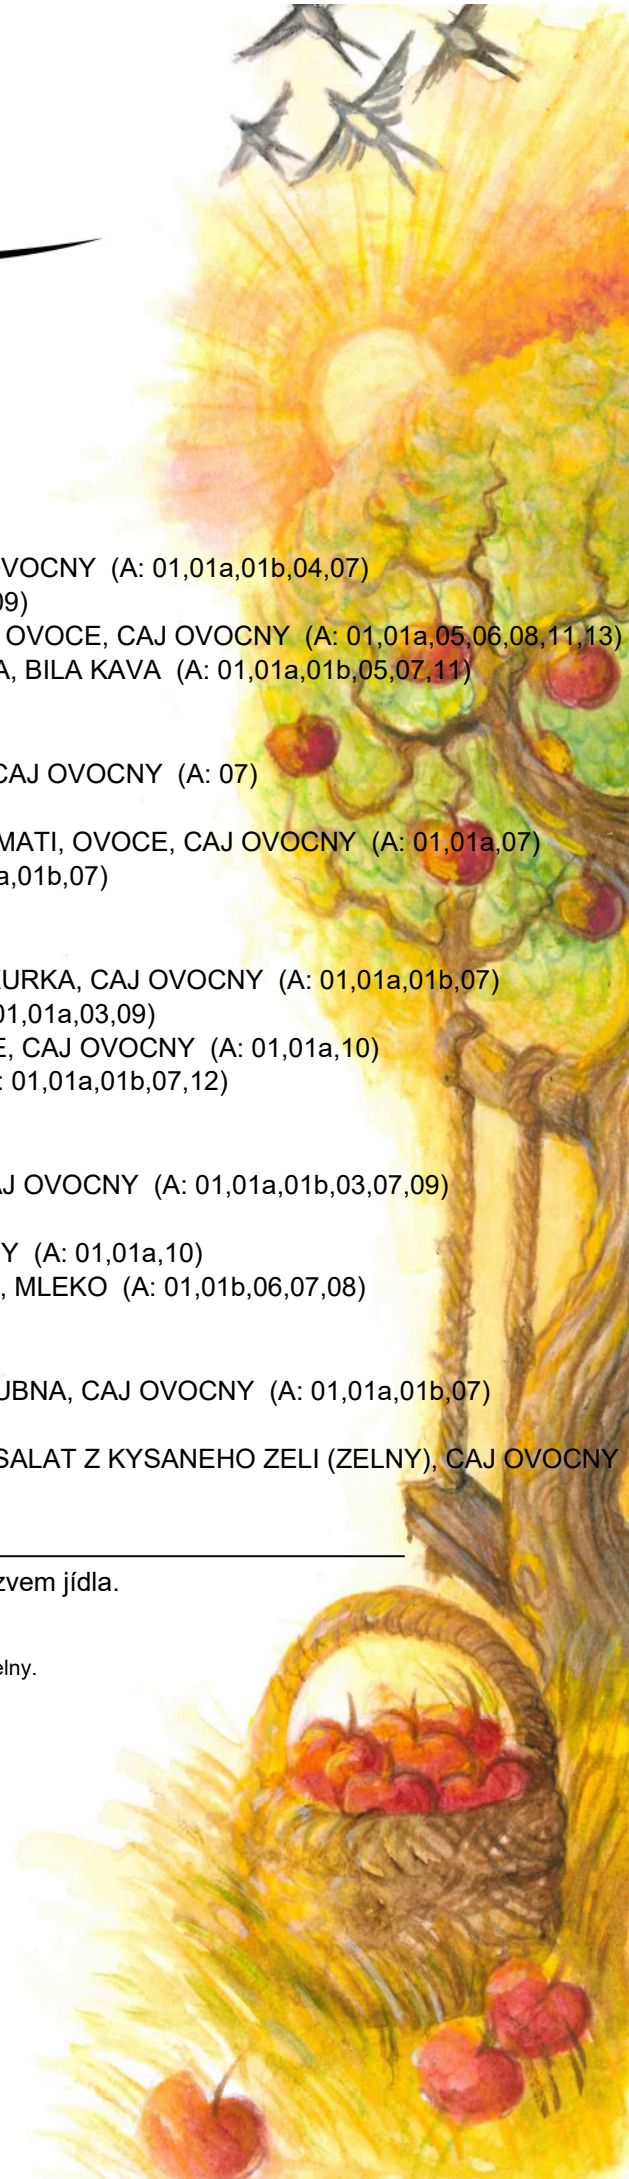 OVOCNY (A: 01,01a,01b,04,07)
09)
OVOCE, CAJ OVOCNY (A: 01,01a,05,06,08,11,13)
A, BILA KAVA (A: 01,01a,01b,05,07,11)
CAJ OVOCNY (A: 07)
MATI, OVOCE, CAJ OVOCNY (A: 01,01a,07)
a,01b,07)
URKA, CAJ OVOCNY (A: 01,01a,01b,07)
01,01a,03,09)
E, CAJ OVOCNY (A: 01,01a,10)
: 01,01a,01b,07,12)
AJ OVOCNY (A: 01,01a,01b,03,07,09)
Y (A: 01,01a,10)
, MLEKO (A: 01,01b,06,07,08)
UBNA, CAJ OVOCNY (A: 01,01a,01b,07)
SALAT Z KYSANEHO ZELI (ZELNY), CAJ OVOCNY
zvem jídla.
elny.